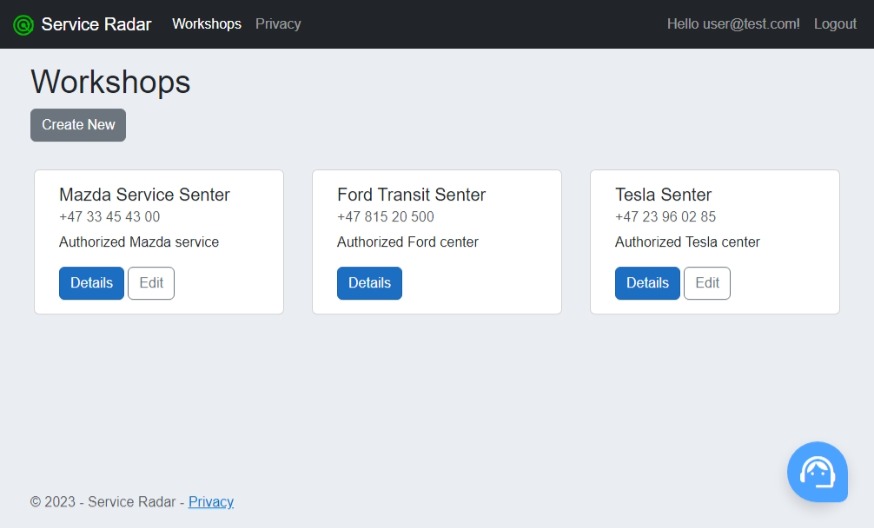 Service Radar Workshops Privacy Hello user@test.com! Logout
Workshops
Create New
Mazda Service Senter
+47 33 45 43 00
Authorized Mazda service
Details Edit
Ford Transit Senter
+47 815 20 500
Authorized Ford center
Details
Tesla Senter
+47 23 96 02 85
Authorized Tesla center
Details Edit
© 2023 - Service Radar - Privacy